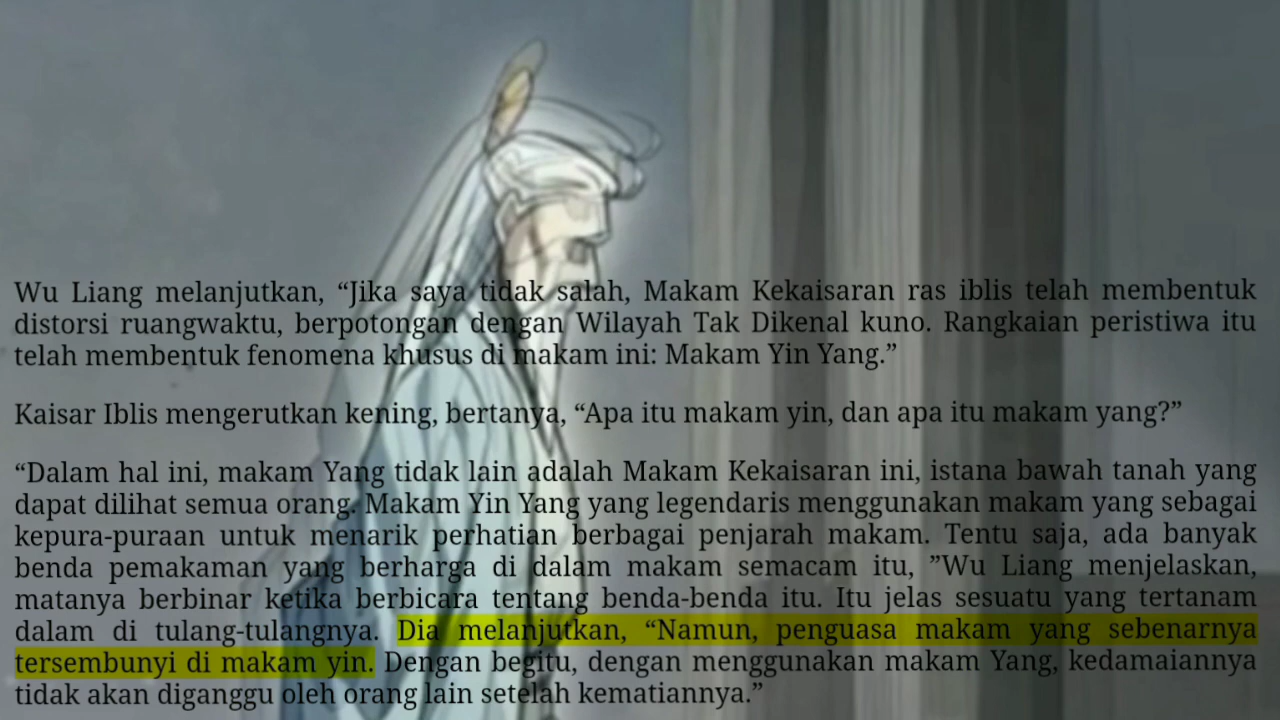 Wu Liang melanjutkan, “Jika saya tidak salah, Makam Kekaisaran ras iblis telah membentuk
distorsi ruangwaktu, berpotongan dengan Wilayah Tak Dikenal kuno. Rangkaian peristiwa itu
telah membentuk fenomena khusus di makam ini: Makam Yin Yang.”
Kaisar Iblis mengerutkan kening, bertanya, “Apa itu makam yin, dan apa itu makam yang?”
“Dalam hal ini, makam Yang tidak lain adalah Makam Kekaisaran ini, istana bawah tanah yang
dapat dilihat semua orang. Makam Yin Yang yang legendaris menggunakan makam yang sebagai
kepura-puraan untuk menarik perhatian berbagai penjarah makam. Tentu saja, ada banyak
benda pemakaman yang berharga di dalam makam semacam itu, ”Wu Liang menjelaskan,
matanya berbinar ketika berbicara tentang benda-benda itu. Itu jelas sesuatu yang tertanam
dalam di tulang-tulangnya. Dia melanjutkan, “Namun, penguasa makam yang sebenarnya
tersembunyi di makam yin. Dengan begitu, dengan menggunakan makam Yang, kedamaiannya
tidak akan diganggu oleh orang lain setelah kematiannya.”